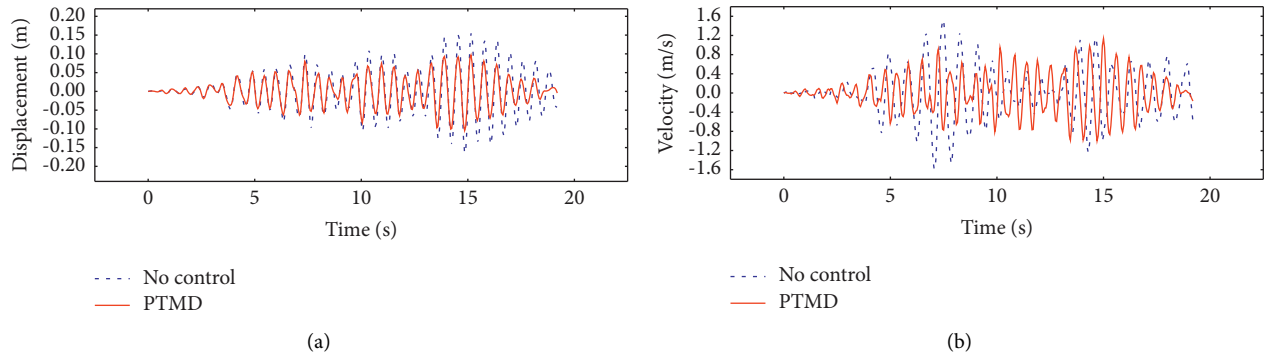 Displacement (m)
0.20
0.15
0.10
0.05
0.00
-0.05
-0.10
-0.15
-0.20
0 5 10 15 20
Time (s)
No control
PTMD
(a)
Velocity (m/s)
1.6
1.2
0.8
0.4
0.0
-0.4
-0.8
-1.2
-1.6
0 5 10 15 20
Time (s)
No control
PTMD
(b)